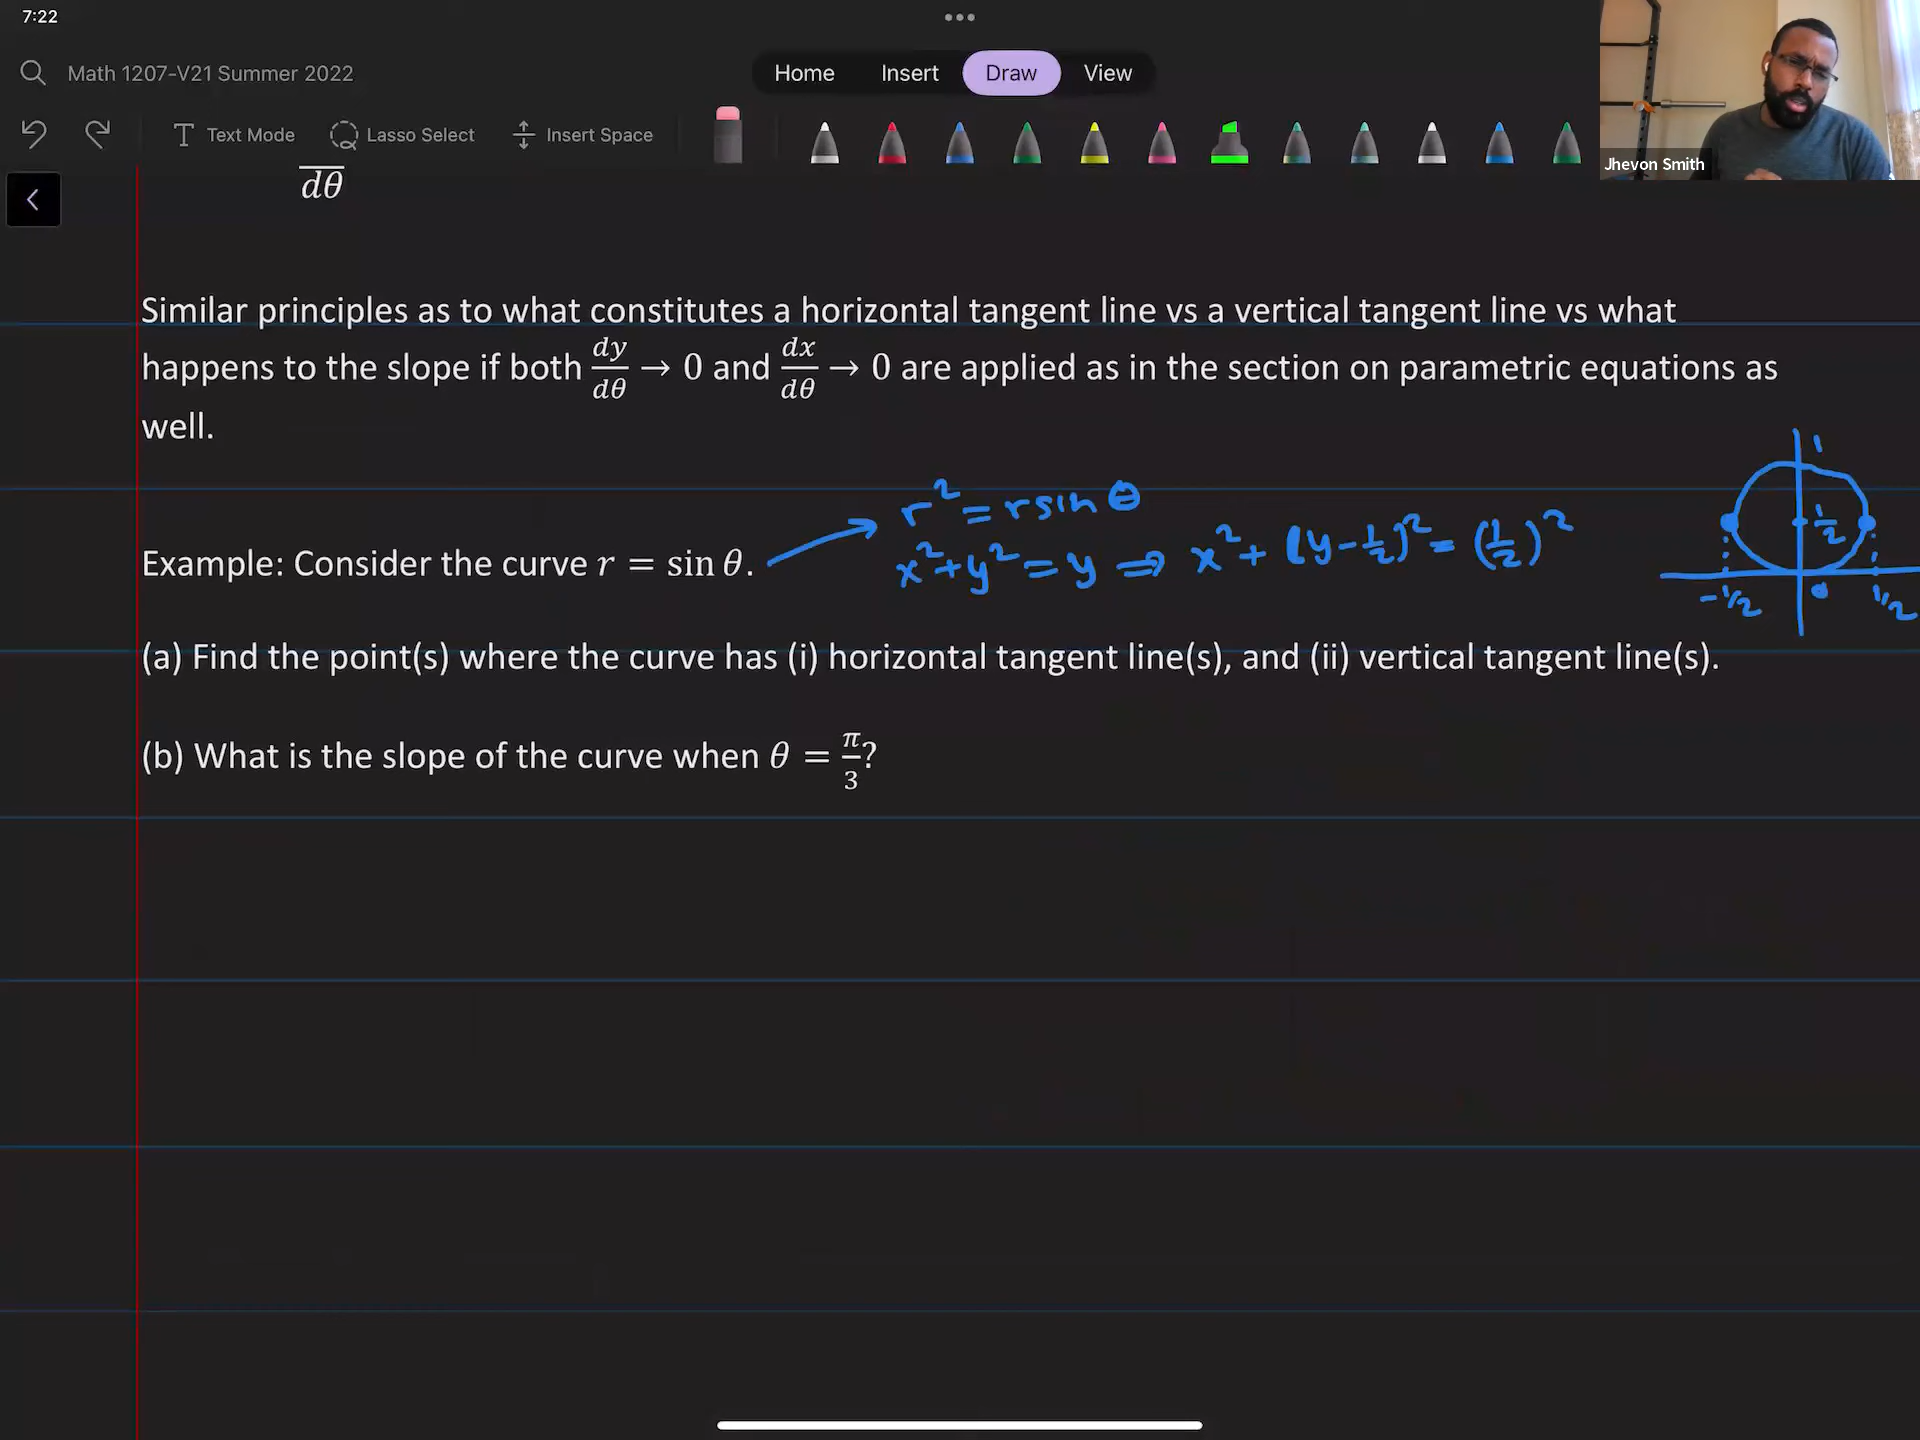 7:22
Math 1207-V21 Summer 2022
Home Insert Draw View
Text Mode Lasso Select Insert Space
Jhevon Smith
dθ
Similar principles as to what constitutes a horizontal tangent line vs a vertical tangent line vs what
happens to the slope if both dy/dθ → 0 and dx/dθ → 0 are applied as in the section on parametric equations as
well.
r² = r sin θ
Example: Consider the curve r = sin θ.
x² + y² = y ⇒ x² + (y - 1/2)² = (1/2)²
1
1/2
-1/2 0 1/2
(a) Find the point(s) where the curve has (i) horizontal tangent line(s), and (ii) vertical tangent line(s).
(b) What is the slope of the curve when θ = π/3?